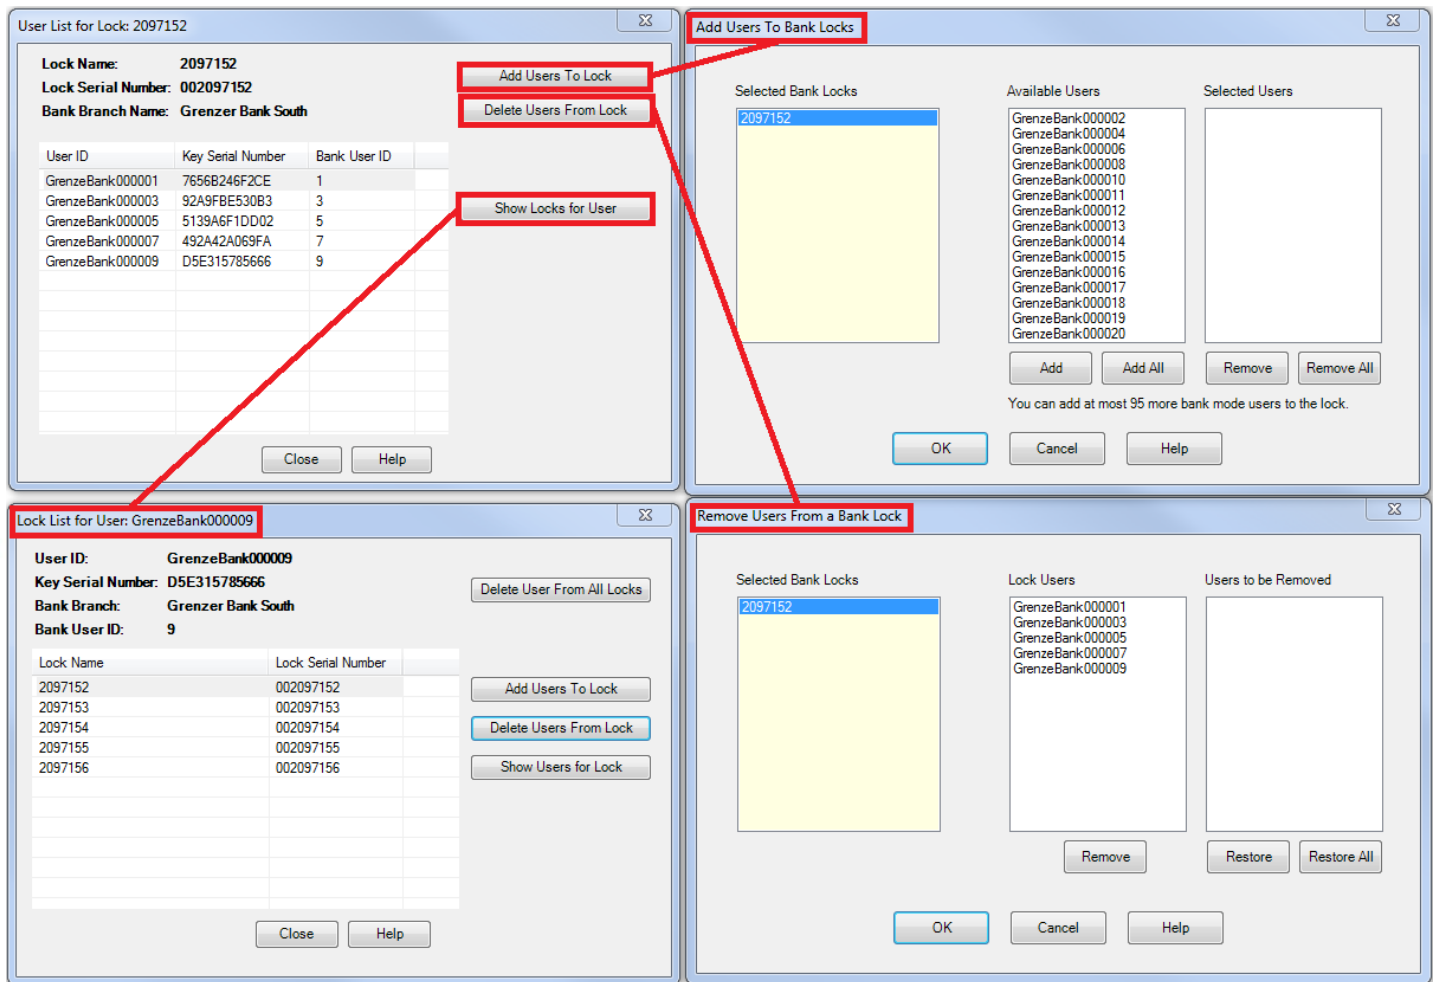 User List for Lock: 2097152
Lock Name: 2097152
Lock Serial Number: 002097152
Bank Branch Name: Grenzer Bank South
Add Users To Lock
Delete Users From Lock
User ID Key Serial Number Bank User ID
GrenzeBank000001 7656B246F2CE 1
GrenzeBank000003 92A9FBE530B3 3
GrenzeBank000005 5139A6F1DD02 5
GrenzeBank000007 492A42A069FA 7
GrenzeBank000009 D5E315785666 9
Show Locks for User
Close Help
Add Users To Bank Locks
Selected Bank Locks Available Users Selected Users
2097152
GrenzeBank000002
GrenzeBank000004
GrenzeBank000006
GrenzeBank000008
GrenzeBank000010
GrenzeBank000011
GrenzeBank000012
GrenzeBank000013
GrenzeBank000014
GrenzeBank000015
GrenzeBank000016
GrenzeBank000017
GrenzeBank000018
GrenzeBank000019
GrenzeBank000020
Add Add All Remove Remove All
You can add at most 95 more bank mode users to the lock.
OK Cancel Help
Lock List for User: GrenzeBank000009
User ID: GrenzeBank000009
Key Serial Number: D5E315785666
Bank Branch: Grenzer Bank South
Bank User ID: 9
Delete User From All Locks
Lock Name Lock Serial Number
2097152 002097152
2097153 002097153
2097154 002097154
2097155 002097155
2097156 002097156
Add Users To Lock
Delete Users From Lock
Show Users for Lock
Close Help
Remove Users From a Bank Lock
Selected Bank Locks Lock Users Users to be Removed
2097152
GrenzeBank000001
GrenzeBank000003
GrenzeBank000005
GrenzeBank000007
GrenzeBank000009
Remove Restore Restore All
OK Cancel Help